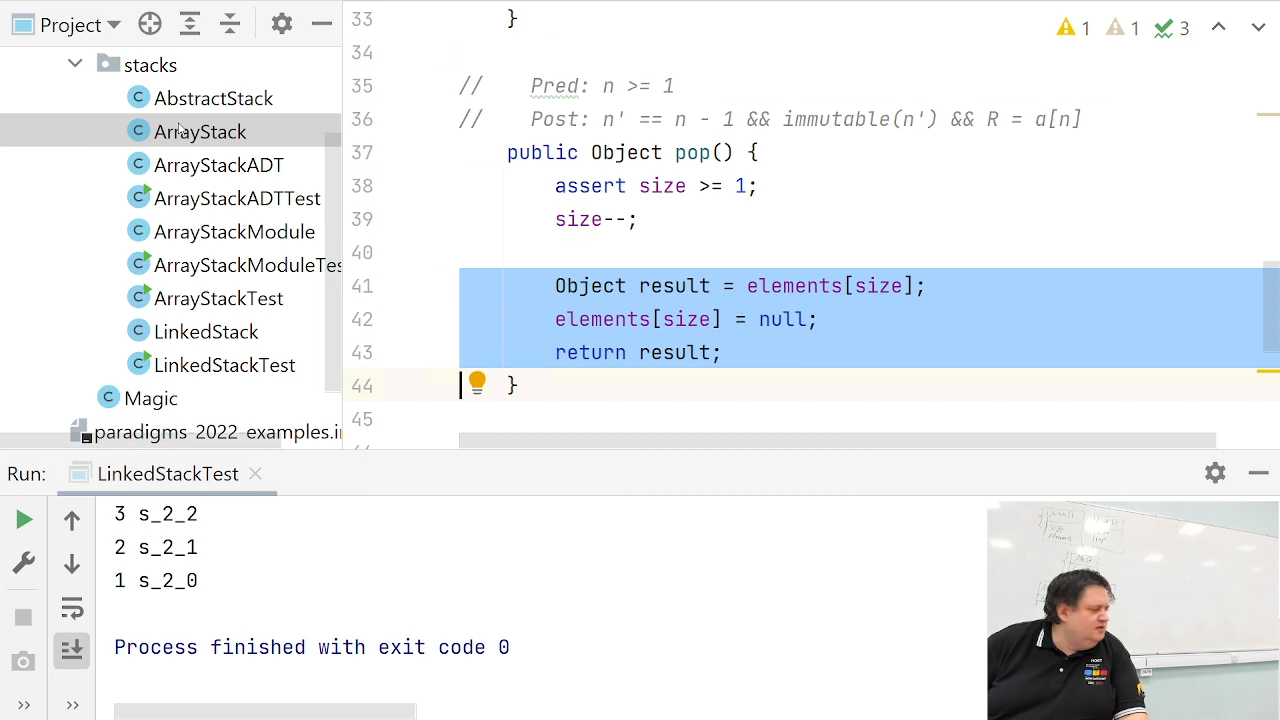 Project
stacks
AbstractStack
ArrayStack
ArrayStackADT
ArrayStackADTTest
ArrayStackModule
ArrayStackModuleTes
ArrayStackTest
LinkedStack
LinkedStackTest
Magic
paradigms-2022-examples.i
1 1 3
33 }
34
35 // Pred: n >= 1
36 // Post: n' == n - 1 && immutable(n') && R = a[n]
37 public Object pop() {
38 assert size >= 1;
39 size--;
40
41 Object result = elements[size];
42 elements[size] = null;
43 return result;
44 }
45
Run: LinkedStackTest
3 s_2_2
2 s_2_1
1 s_2_0
Process finished with exit code 0